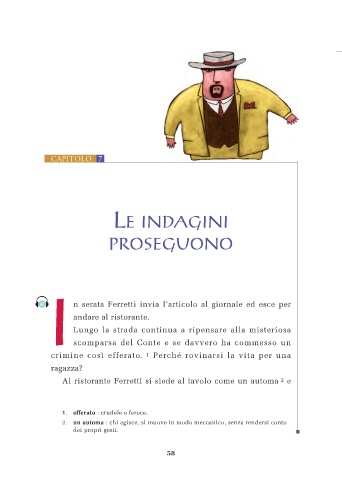 CAPITOLO 7
LE INDAGINI
PROSEGUONO
In serata Ferretti invia l'articolo al giornale ed esce per
andare al ristorante.
Lungo la strada continua a ripensare alla misteriosa
scomparsa del Conte e se davvero ha commesso un
crimine così efferato. 1 Perché rovinarsi la vita per una
ragazza?
Al ristorante Ferretti si siede al tavolo come un automa 2 e
1. efferato : crudele e feroce.
2. un automa : chi agisce, si muove in modo meccanico, senza rendersi conto
dei propri gesti.
58